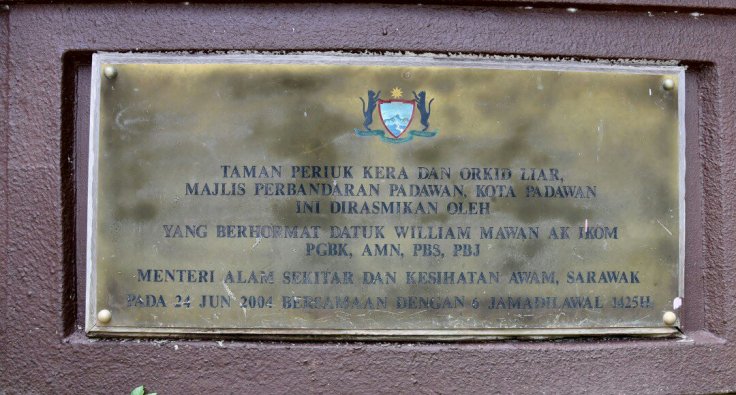 TAMAN PERIUK KERA DAN ORKID LIAR,
MAJLIS PERBANDARAN PADAWAN, KOTA PADAWAN
INI DIRASMIKAN OLEH
YANG BERHORMAT DATUK WILLIAM MAWAN AK IKOM
PGBK, AMN, PBS, PBJ
MENTERI ALAM SEKITAR DAN KESIHATAN AWAM, SARAWAK
PADA 24 JUN 2004 BERSAMAAN DENGAN 6 JAMADILAWAL 1425H